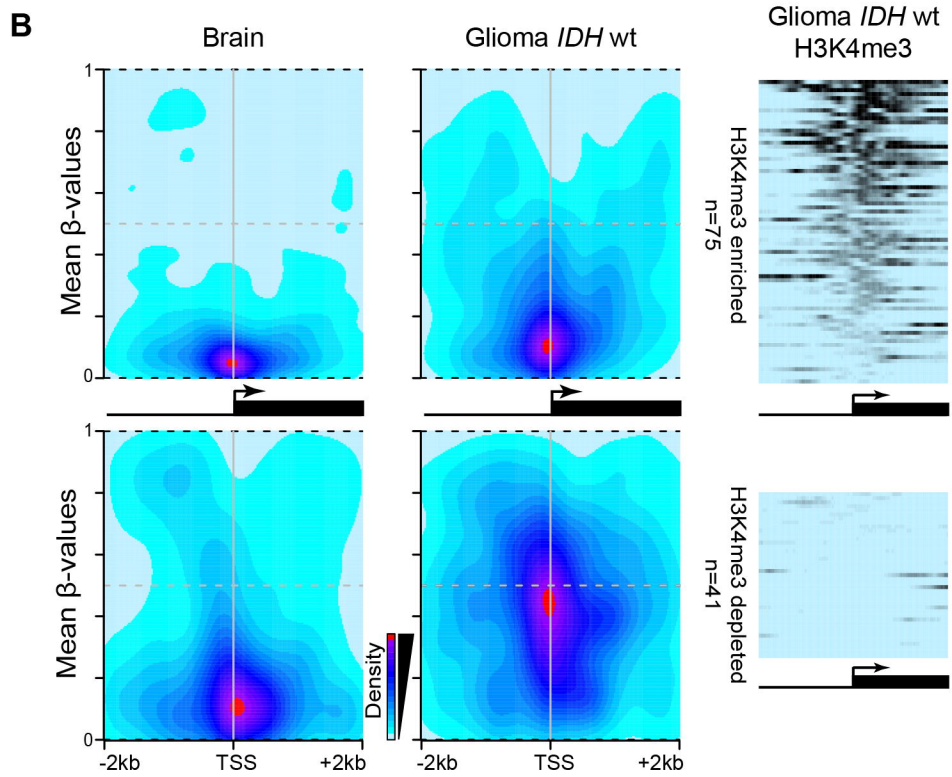 B
Brain
Glioma IDH wt
Glioma IDH wt
H3K4me3
1
Mean β-values
0
H3K4me3 enriched
n=75
1
Mean β-values
0
Density
H3K4me3 depleted
n=41
-2kb TSS +2kb
-2kb TSS +2kb